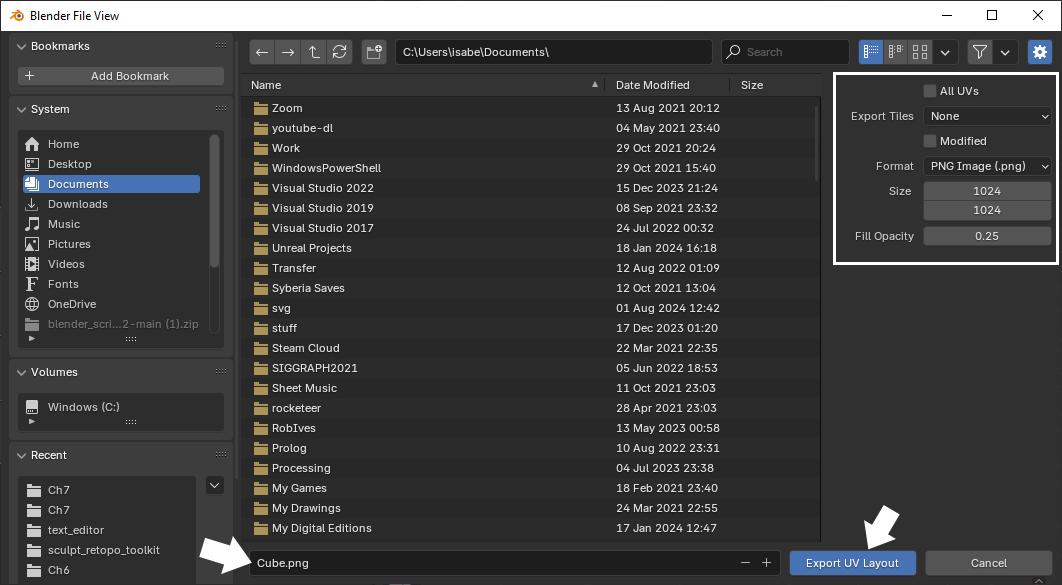 Blender File View
Bookmarks
Add Bookmark
System
Home
Desktop
Documents
Downloads
Music
Pictures
Videos
Fonts
OneDrive
blender_scri...2-main (1).zip
Volumes
Windows (C:)
Recent
Ch7
Ch7
text_editor
sculpt_retopo_toolkit
Ch6
C:\Users\isabe\Documents\
Search
Name Date Modified Size
Zoom 13 Aug 2021 20:12
youtube-dl 04 May 2021 23:40
Work 29 Oct 2021 20:24
WindowsPowerShell 29 Oct 2021 15:40
Visual Studio 2022 15 Dec 2023 21:24
Visual Studio 2019 08 Sep 2021 23:32
Visual Studio 2017 24 Jul 2022 00:32
Unreal Projects 18 Jan 2024 16:18
Transfer 12 Aug 2022 01:09
Syberia Saves 12 Oct 2021 13:04
svg 01 Aug 2024 12:42
stuff 17 Dec 2023 01:20
Steam Cloud 22 Mar 2021 22:35
SIGGRAPH2021 05 Jun 2022 18:53
Sheet Music 11 Oct 2021 23:03
rocketeer 28 Apr 2021 23:03
RobIves 13 May 2023 00:58
Prolog 10 Aug 2022 23:31
Processing 04 Jul 2023 23:38
My Games 18 Feb 2021 23:40
My Drawings 24 Mar 2021 22:55
My Digital Editions 17 Jan 2024 12:47
All UVs
Export Tiles None
Modified
Format PNG Image (.png)
Size 1024
1024
Fill Opacity 0.25
Cube.png
Export UV Layout
Cancel